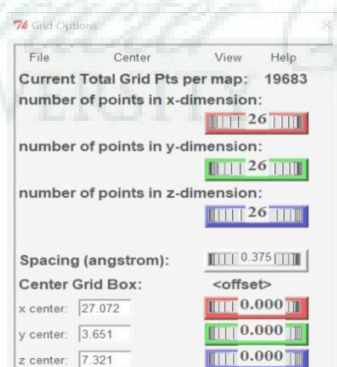 Grid Options
File Center View Help
Current Total Grid Pts per map: 19683
number of points in x-dimension:
26
number of points in y-dimension:
26
number of points in z-dimension:
26
Spacing (angstrom): 0.375
Center Grid Box: <offset>
x center: 27.072 0.000
y center: 3.651 0.000
z center: 7.321 0.000